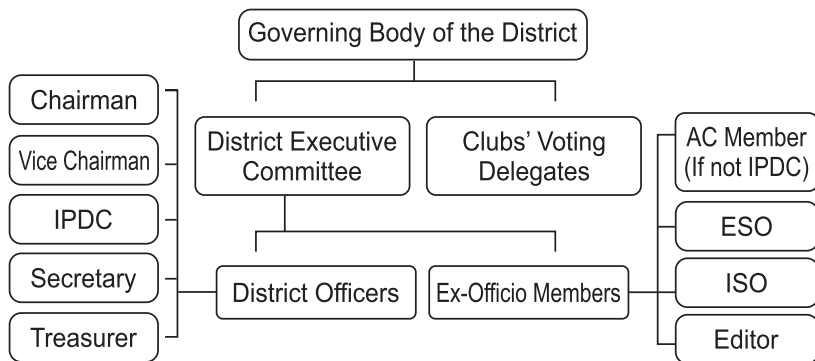 Governing Body of the District
Chairman
Vice Chairman
IPDC
Secretary
Treasurer
District Executive
Committee
Clubs' Voting
Delegates
District Officers
Ex-Officio Members
AC Member
(If not IPDC)
ESO
ISO
Editor